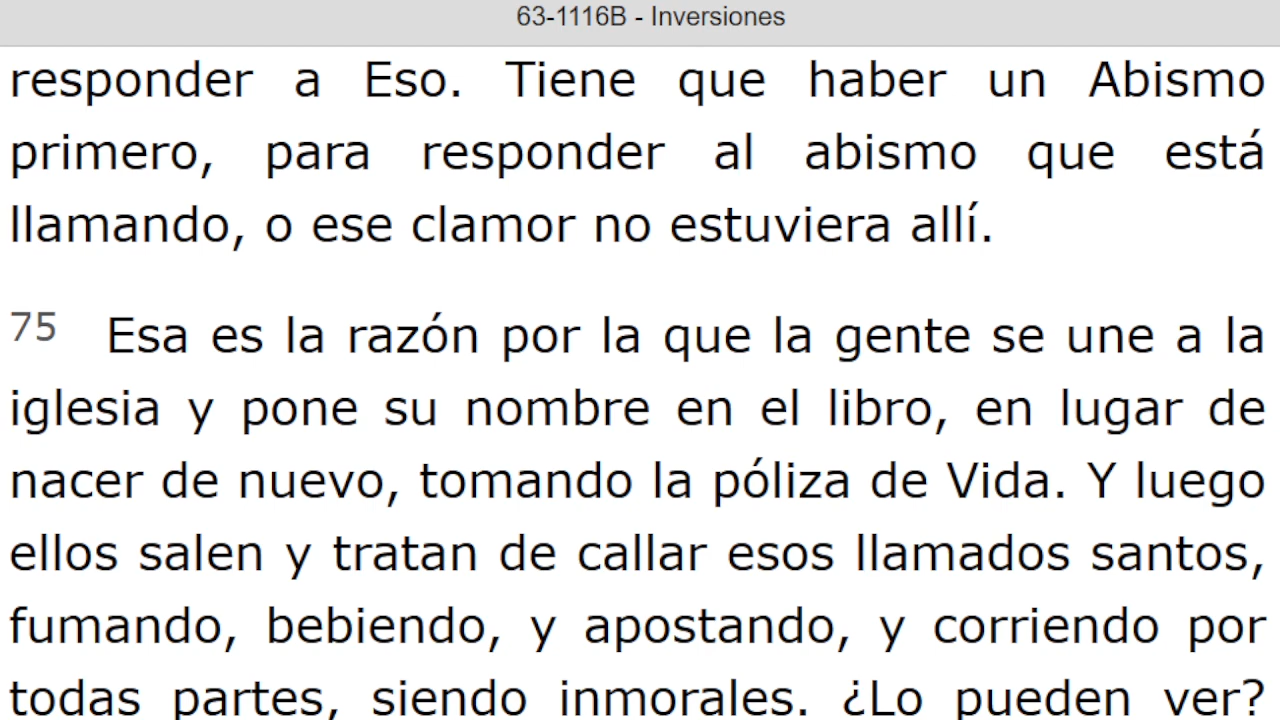 63-1116B - Inversiones
responder a Eso. Tiene que haber un Abismo
primero, para responder al abismo que está
llamando, o ese clamor no estuviera allí.
75 Esa es la razón por la que la gente se une a la
iglesia y pone su nombre en el libro, en lugar de
nacer de nuevo, tomando la póliza de Vida. Y luego
ellos salen y tratan de callar esos llamados santos,
fumando, bebiendo, y apostando, y corriendo por
todas partes, siendo inmorales. ¿Lo pueden ver?